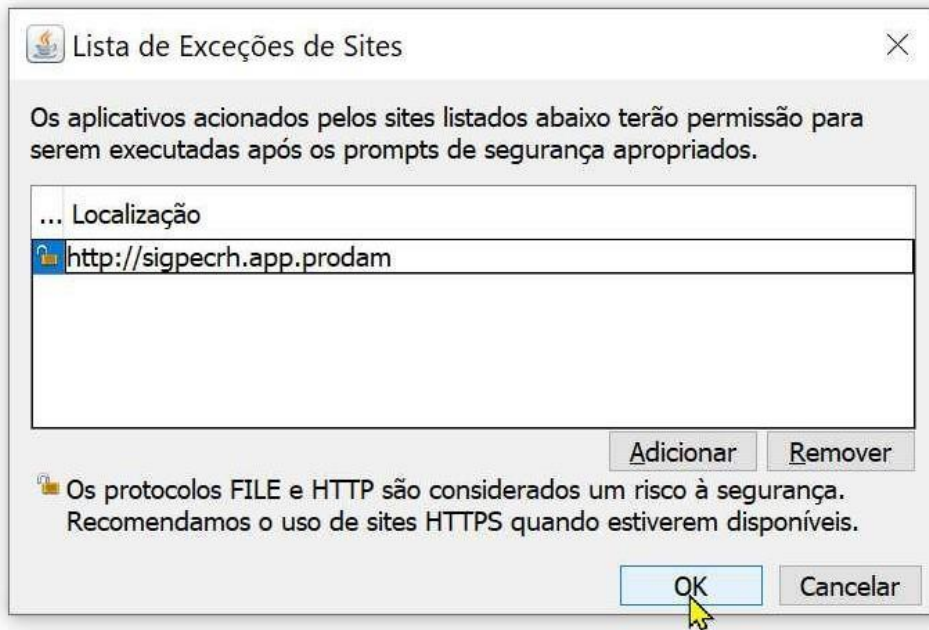 Lista de Exceções de Sites
Os aplicativos acionados pelos sites listados abaixo terão permissão para
serem executadas após os prompts de segurança apropriados.
... Localização
http://sigpecrh.app.prodam
Adicionar Remover
Os protocolos FILE e HTTP são considerados um risco à segurança.
Recomendamos o uso de sites HTTPS quando estiverem disponíveis.
OK Cancelar